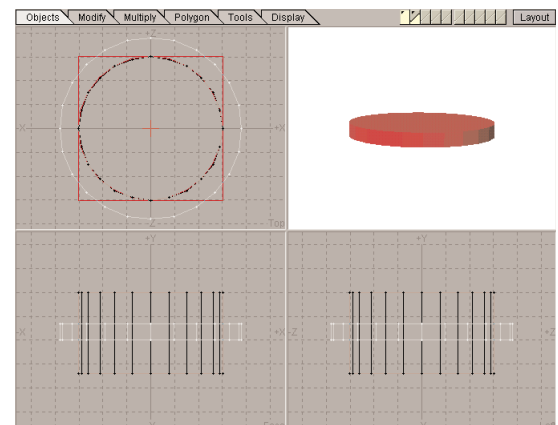 Objects Modify Multiply Polygon Tools Display Layout
+Z
-X +X
-Z Top
+Y +Y
-X +X -Z +Z